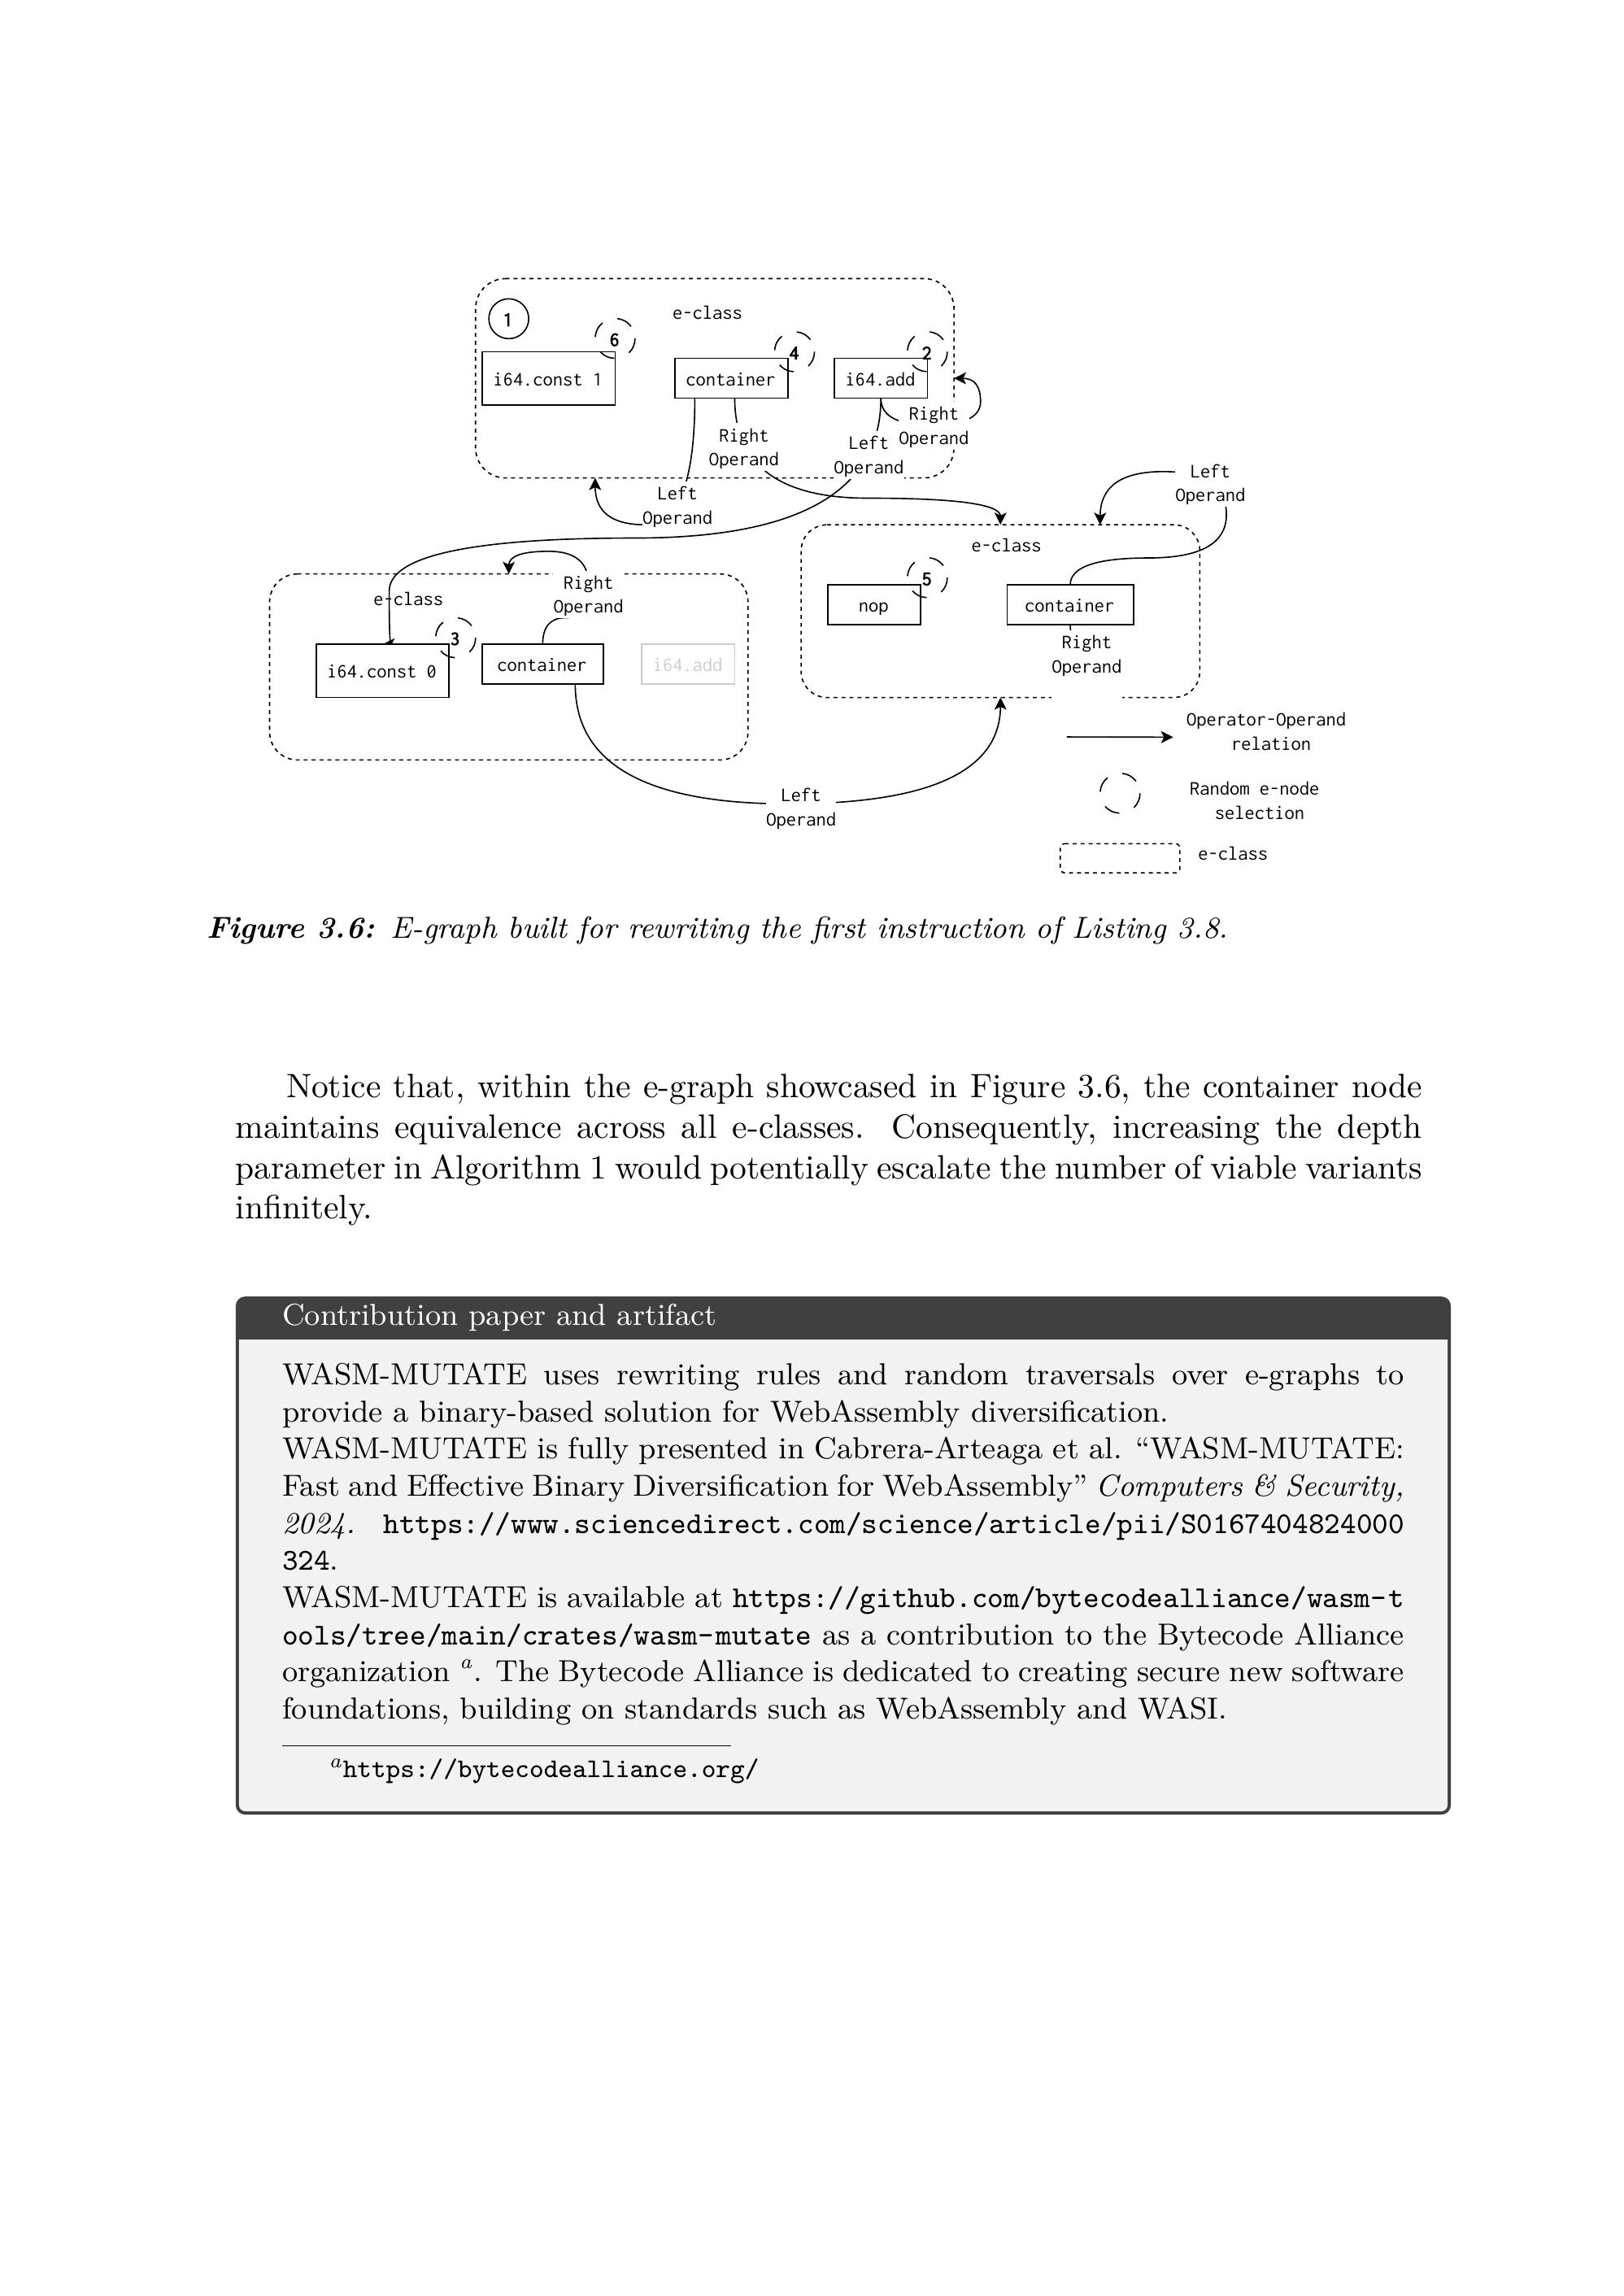 1
e-class
6
4
2
i64.const 1
container
i64.add
Right
Operand
Right
Operand
Left
Operand
Left
Operand
Left
Operand
e-class
5
nop
container
Right
Operand
Right
Operand
e-class
3
i64.const 0
container
i64.add
Left
Operand
Operator-Operand
relation
Random e-node
selection
e-class
Figure 3.6: E-graph built for rewriting the first instruction of Listing 3.8.
Notice that, within the e-graph showcased in Figure 3.6, the container node
maintains equivalence across all e-classes. Consequently, increasing the depth
parameter in Algorithm 1 would potentially escalate the number of viable variants
infinitely.
Contribution paper and artifact
WASM-MUTATE uses rewriting rules and random traversals over e-graphs to
provide a binary-based solution for WebAssembly diversification.
WASM-MUTATE is fully presented in Cabrera-Arteaga et al. “WASM-MUTATE:
Fast and Effective Binary Diversification for WebAssembly” Computers & Security,
2024. https://www.sciencedirect.com/science/article/pii/S0167404824000
324.
WASM-MUTATE is available at https://github.com/bytecodealliance/wasm-t
ools/tree/main/crates/wasm-mutate as a contribution to the Bytecode Alliance
organization a. The Bytecode Alliance is dedicated to creating secure new software
foundations, building on standards such as WebAssembly and WASI.
ahttps://bytecodealliance.org/